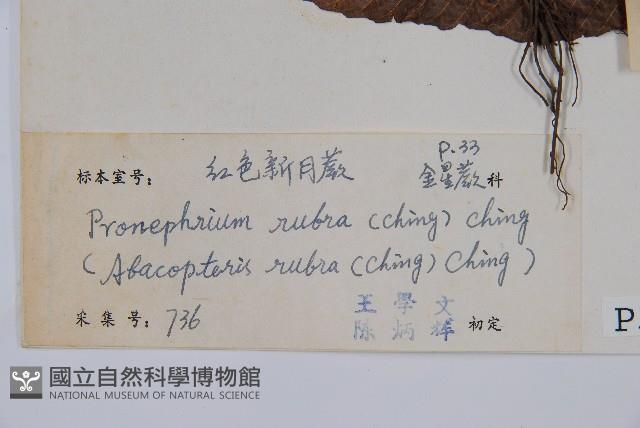 P.33
标本室号: 红色新月蕨 金星蕨科
Pronephrium rubra (ching) ching
(Abacopteris rubra (ching) Ching)
采集号: 736
王學文
陈炳辉 初定
P.
國立自然科學博物館
NATIONAL MUSEUM OF NATURAL SCIENCE